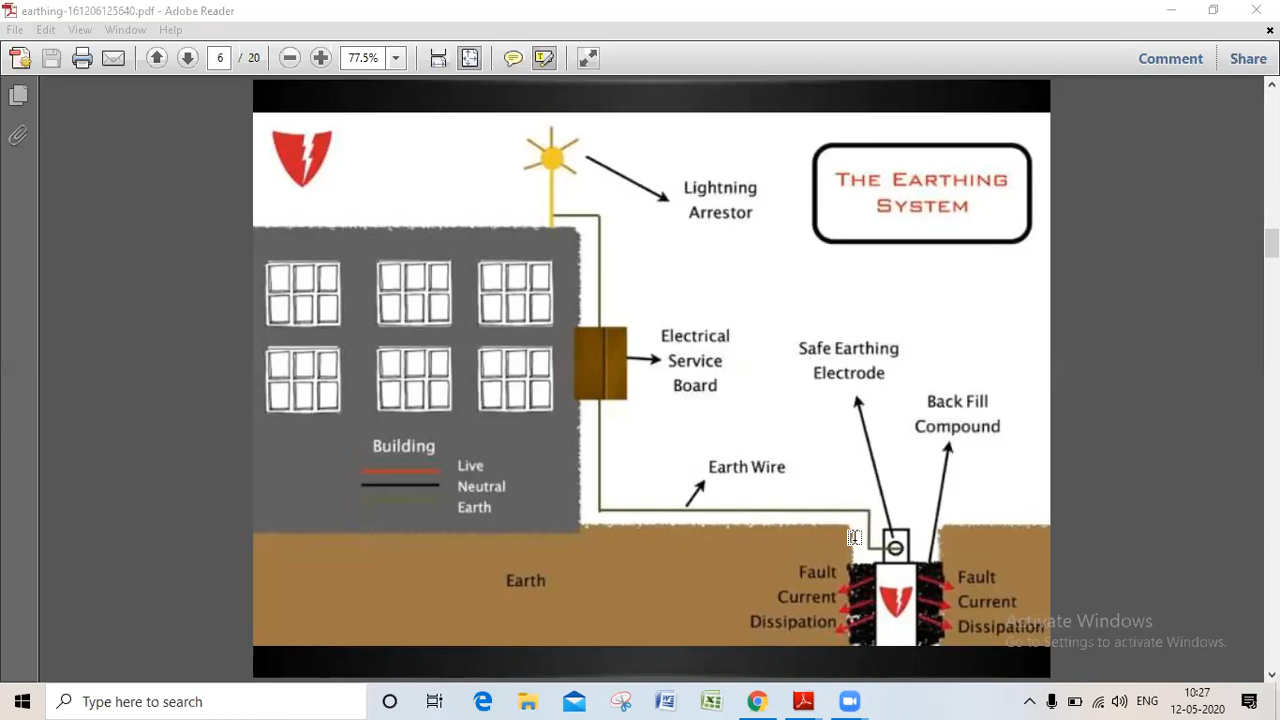 earthing-161206125640.pdf - Adobe Reader
File Edit View Window Help
6 / 20
77.5%
Comment
Share
THE EARTHING
SYSTEM
Lightning
Arrestor
Electrical
Service
Board
Safe Earthing
Electrode
Back Fill
Compound
Building
Live
Neutral
Earth
Earth Wire
Earth
Fault
Current
Dissipation
Fault
Current
Dissipation
Activate Windows
Go to Settings to activate Windows.
Type here to search
ENG
10:27
12-05-2020